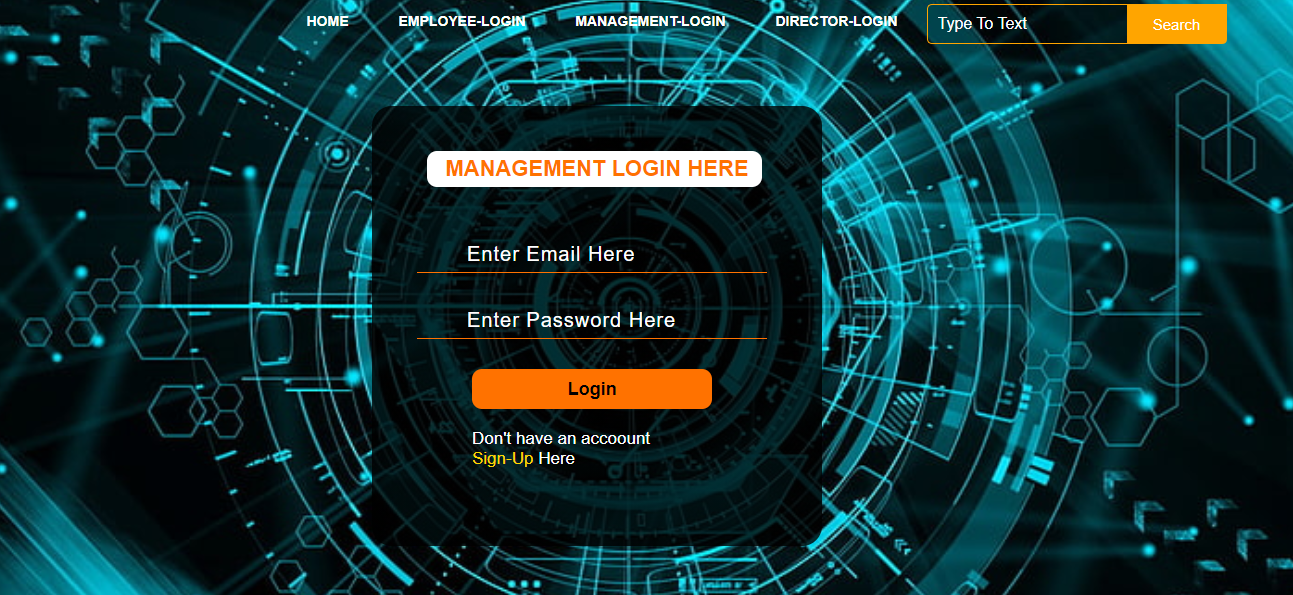 HOME EMPLOYEE-LOGIN MANAGEMENT-LOGIN DIRECTOR-LOGIN Type To Text Search
MANAGEMENT LOGIN HERE
Enter Email Here
Enter Password Here
Login
Don't have an accoount
Sign-Up Here